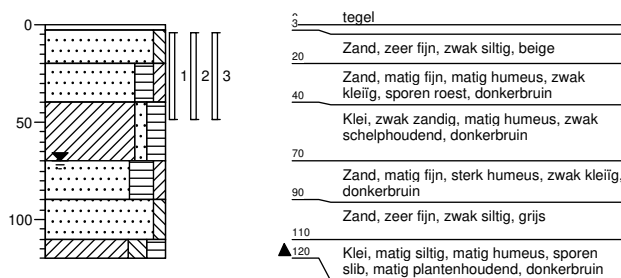 0
50
100
1 2 3
tegel
3
Zand, zeer fijn, zwak siltig, beige
20
Zand, matig fijn, matig humeus, zwak
kleiïg, sporen roest, donkerbruin
40
Klei, zwak zandig, matig humeus, zwak
schelphoudend, donkerbruin
70
Zand, matig fijn, sterk humeus, zwak kleiïg,
donkerbruin
90
Zand, zeer fijn, zwak siltig, grijs
110
Klei, matig siltig, matig humeus, sporen
slib, matig plantenhoudend, donkerbruin
120